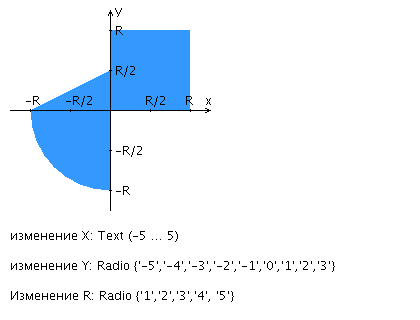 y
R
R/2
-R -R/2 R/2 R x
-R/2
-R
изменение X: Text (-5 ... 5)
изменение Y: Radio {'-5','-4','-3','-2','-1','0','1','2','3'}
Изменение R: Radio {'1','2','3','4', '5'}